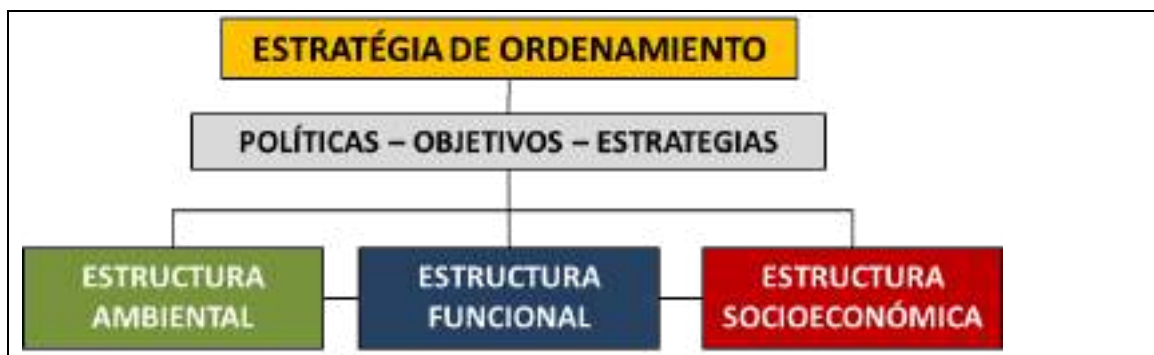 ESTRATÉGIA DE ORDENAMIENTO
POLÍTICAS – OBJETIVOS – ESTRATEGIAS
ESTRUCTURA
AMBIENTAL
ESTRUCTURA
FUNCIONAL
ESTRUCTURA
SOCIOECONÓMICA